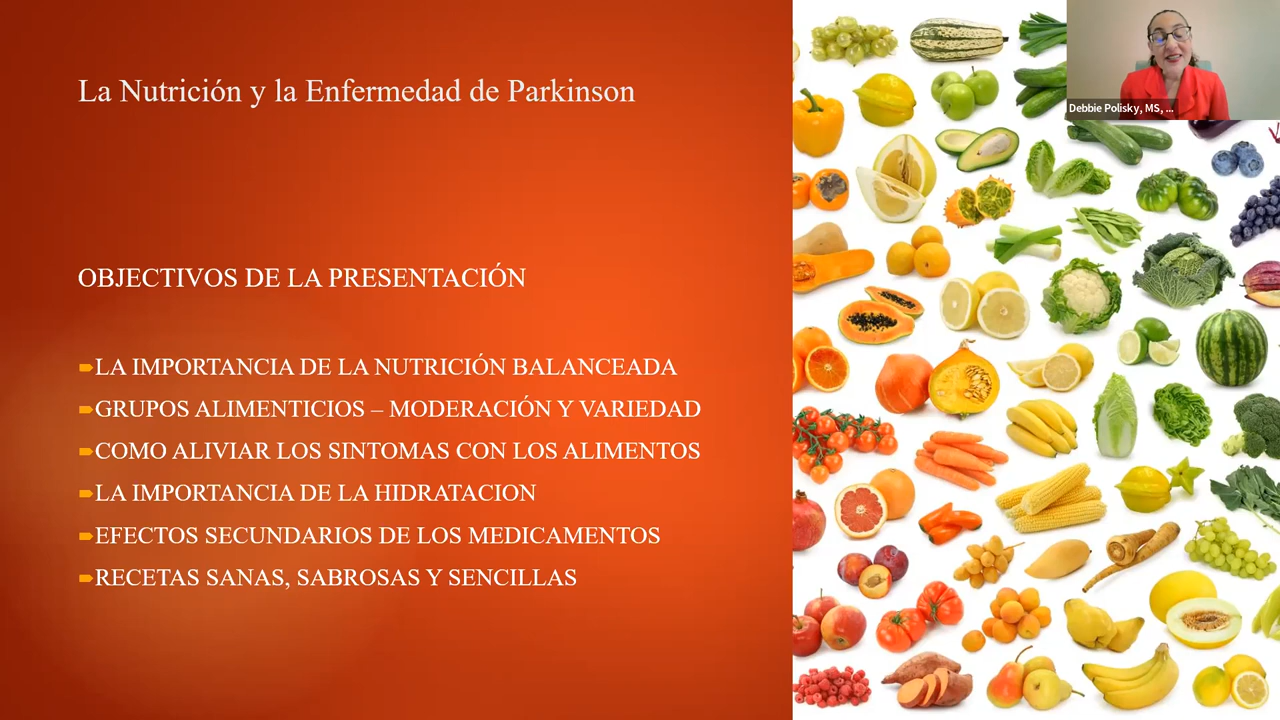 La Nutrición y la Enfermedad de Parkinson
Debbie Polisky, MS, ...
OBJECTIVOS DE LA PRESENTACIÓN
LA IMPORTANCIA DE LA NUTRICIÓN BALANCEADA
GRUPOS ALIMENTICIOS – MODERACIÓN Y VARIEDAD
COMO ALIVIAR LOS SINTOMAS CON LOS ALIMENTOS
LA IMPORTANCIA DE LA HIDRATACION
EFECTOS SECUNDARIOS DE LOS MEDICAMENTOS
RECETAS SANAS, SABROSAS Y SENCILLAS